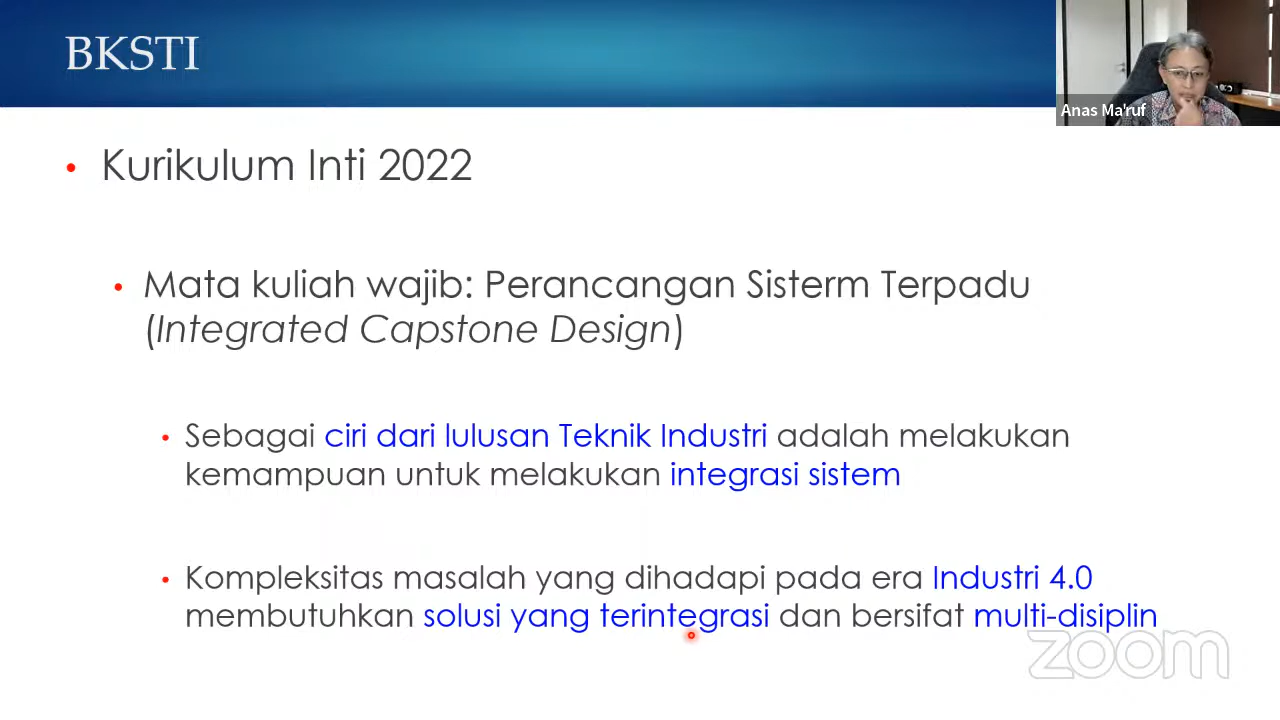 BKSTI
Anas Ma'ruf
• Kurikulum Inti 2022
• Mata kuliah wajib: Perancangan Sisterm Terpadu
(Integrated Capstone Design)
• Sebagai ciri dari lulusan Teknik Industri adalah melakukan
kemampuan untuk melakukan integrasi sistem
• Kompleksitas masalah yang dihadapi pada era Industri 4.0
membutuhkan solusi yang terintegrasi dan bersifat multi-disiplin
zoom